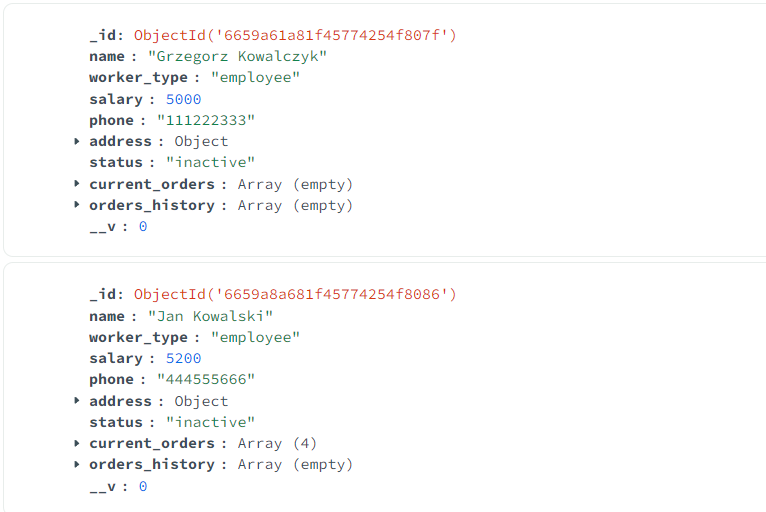 _id: ObjectId('6659a61a81f45774254f807f')
name : "Grzegorz Kowalczyk"
worker_type : "employee"
salary : 5000
phone : "111222333"
address : Object
status : "inactive"
current_orders : Array (empty)
orders_history : Array (empty)
__v : 0
_id: ObjectId('6659a8a681f45774254f8086')
name : "Jan Kowalski"
worker_type : "employee"
salary : 5200
phone : "444555666"
address : Object
status : "inactive"
current_orders : Array (4)
orders_history : Array (empty)
__v : 0